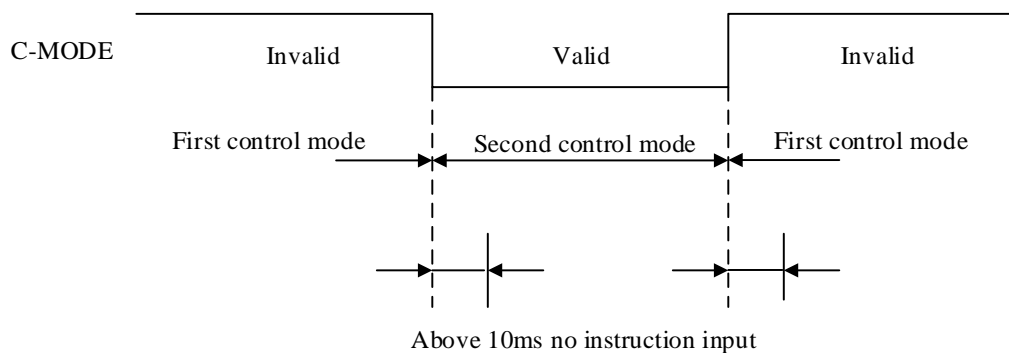 C-MODE
Invalid
Valid
Invalid
First control mode
Second control mode
First control mode
Above 10ms no instruction input